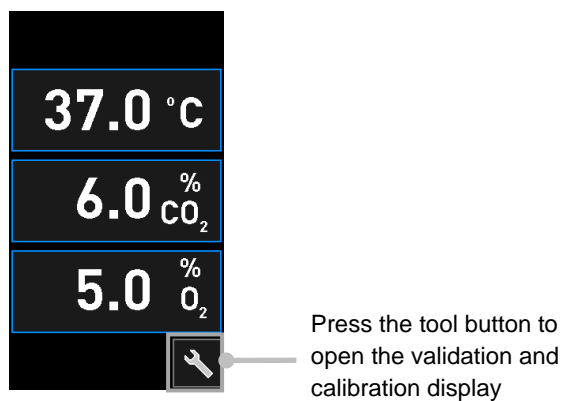 37.0 °C
6.0 % CO₂
5.0 % O₂
Press the tool button to
open the validation and
calibration display